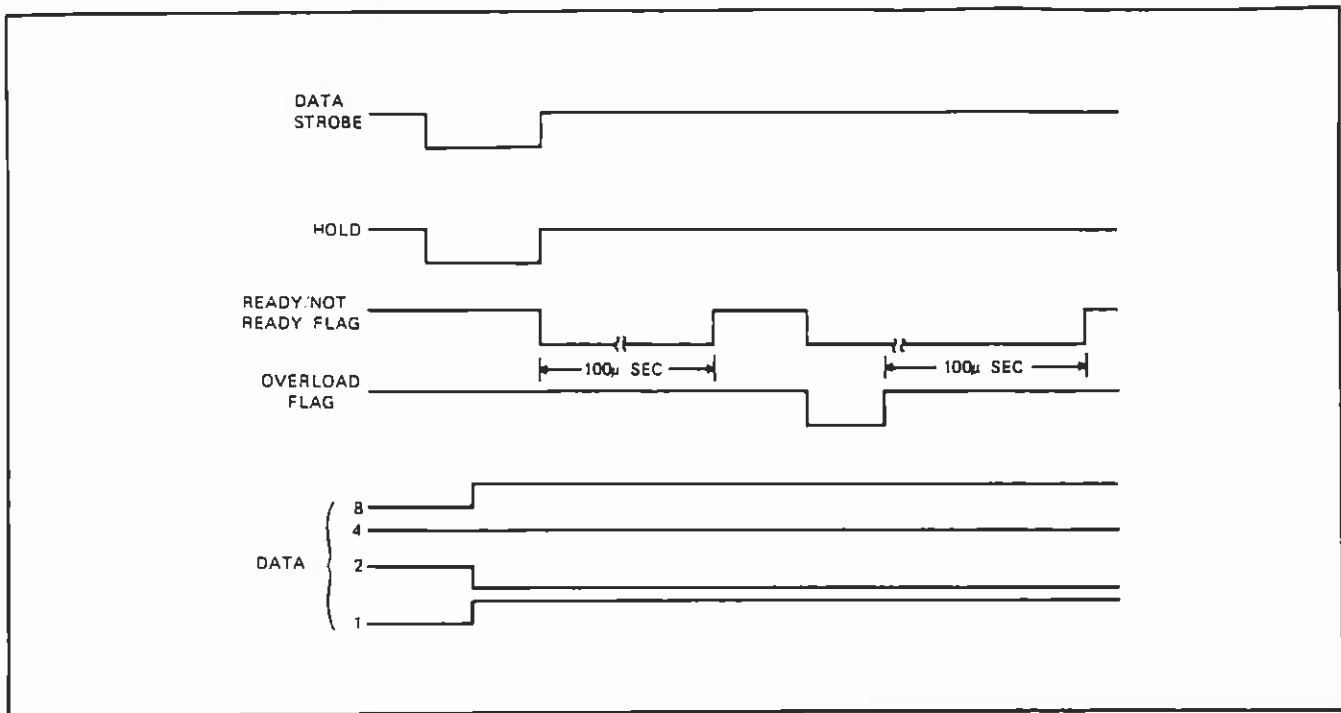 DATA
STROBE
HOLD
READY/NOT
READY FLAG
100μ SEC
100μ SEC
OVERLOAD
FLAG
8
4
DATA
2
1